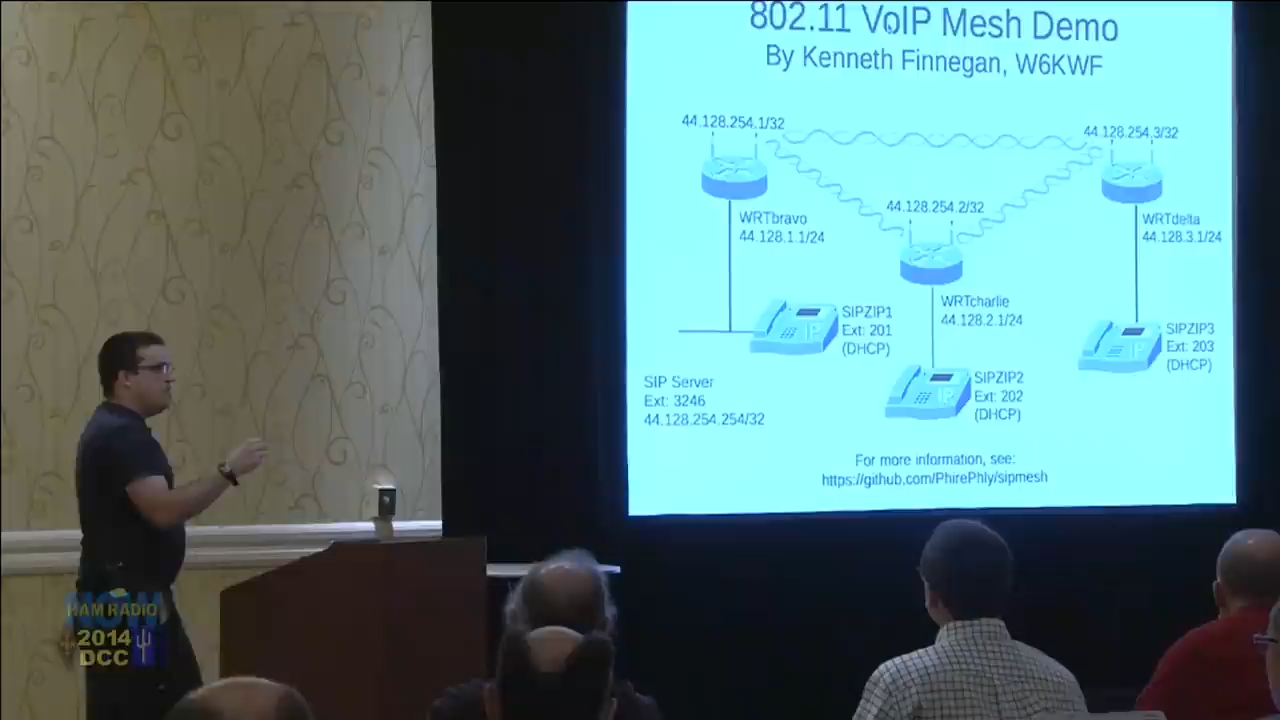 802.11 VoIP Mesh Demo
By Kenneth Finnegan, W6KWF
44.128.254.1/32
44.128.254.3/32
44.128.254.2/32
WRTbravo
44.128.1.1/24
WRTdelta
44.128.3.1/24
WRTcharlie
44.128.2.1/24
SIPZIP1
Ext: 201
(DHCP)
SIPZIP3
Ext: 203
(DHCP)
SIPZIP2
Ext: 202
(DHCP)
IP
IP
IP
SIP Server
Ext: 3246
44.128.254.254/32
For more information, see:
https://github.com/PhirePhly/sipmesh
HAM RADIO
NOW
2014
DCC